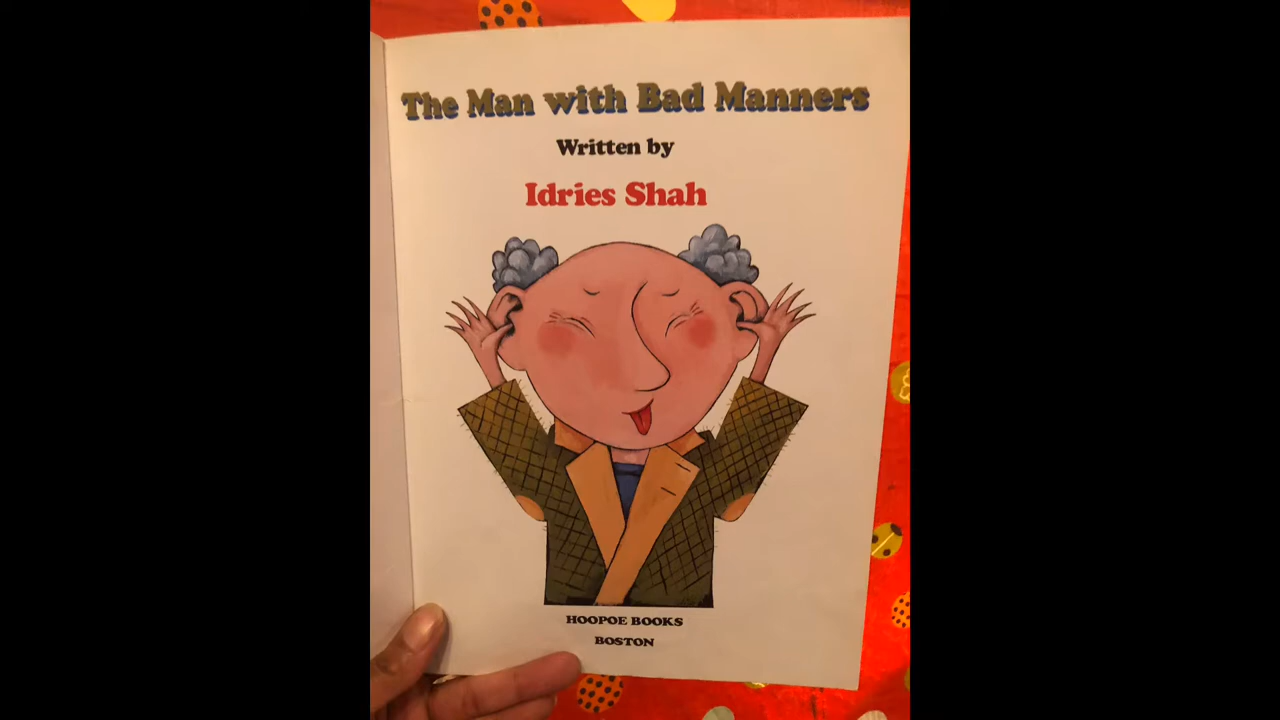 The Man with Bad Manners
Written by
Idries Shah
HOOPOE BOOKS
BOSTON